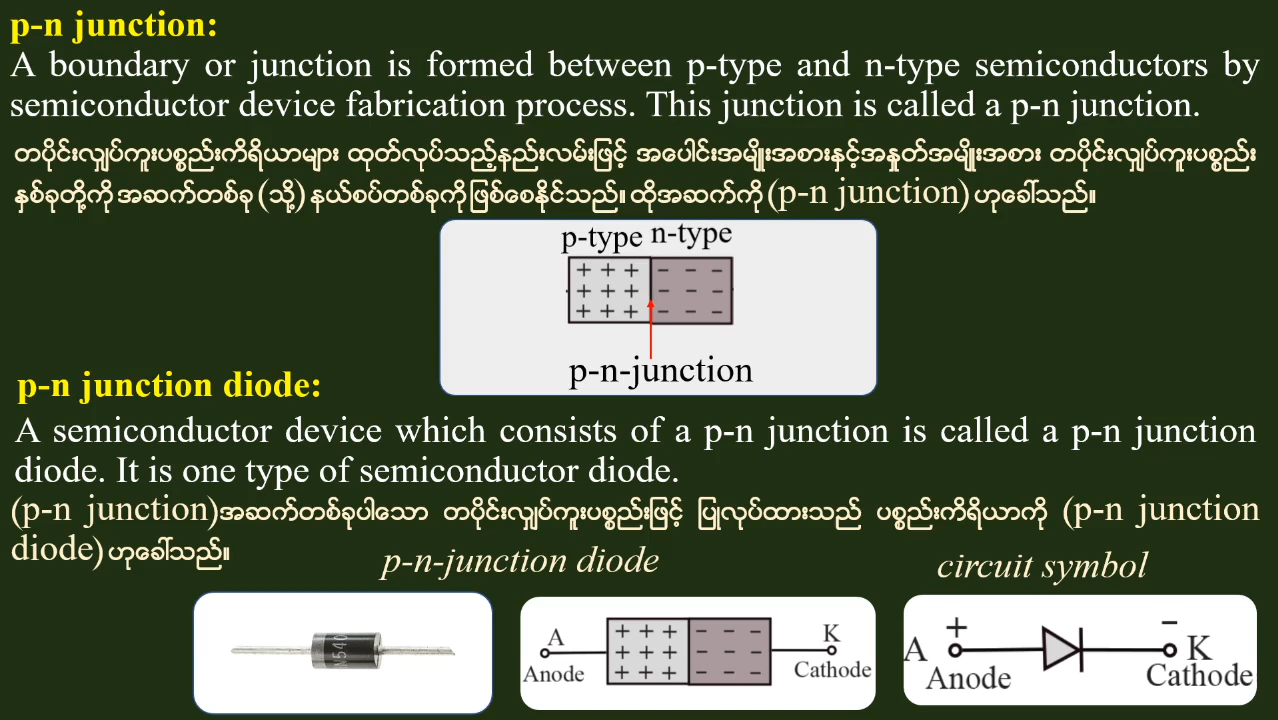 p-n junction:
A boundary or junction is formed between p-type and n-type semiconductors by
semiconductor device fabrication process. This junction is called a p-n junction.
တပိုင်းလျှပ်ကူးပစ္စည်းကိရိယာများ ထုတ်လုပ်သည့်နည်းလမ်းဖြင့် အပေါင်းအမျိုးအစားနှင့်အနှုတ်အမျိုးအစား တပိုင်းလျှပ်ကူးပစ္စည်း
နှစ်ခုတို့ကို အဆက်တစ်ခု (သို့) နယ်စပ်တစ်ခုကို ဖြစ်စေနိုင်သည်။ ထိုအဆက်ကို (p-n junction) ဟုခေါ်သည်။
p-type n-type
+ + + − − −
+ + + − − −
+ + + − − −
p-n-junction
p-n junction diode:
A semiconductor device which consists of a p-n junction is called a p-n junction
diode. It is one type of semiconductor diode.
(p-n junction)အဆက်တစ်ခုပါသော တပိုင်းလျှပ်ကူးပစ္စည်းဖြင့် ပြုလုပ်ထားသည် ပစ္စည်းကိရိယာကို (p-n junction
diode) ဟုခေါ်သည်။
p-n-junction diode
circuit symbol
N540
A
Anode
+ + + − − −
+ + + − − −
+ + + − − −
K
Cathode
+ −
A K
Anode Cathode